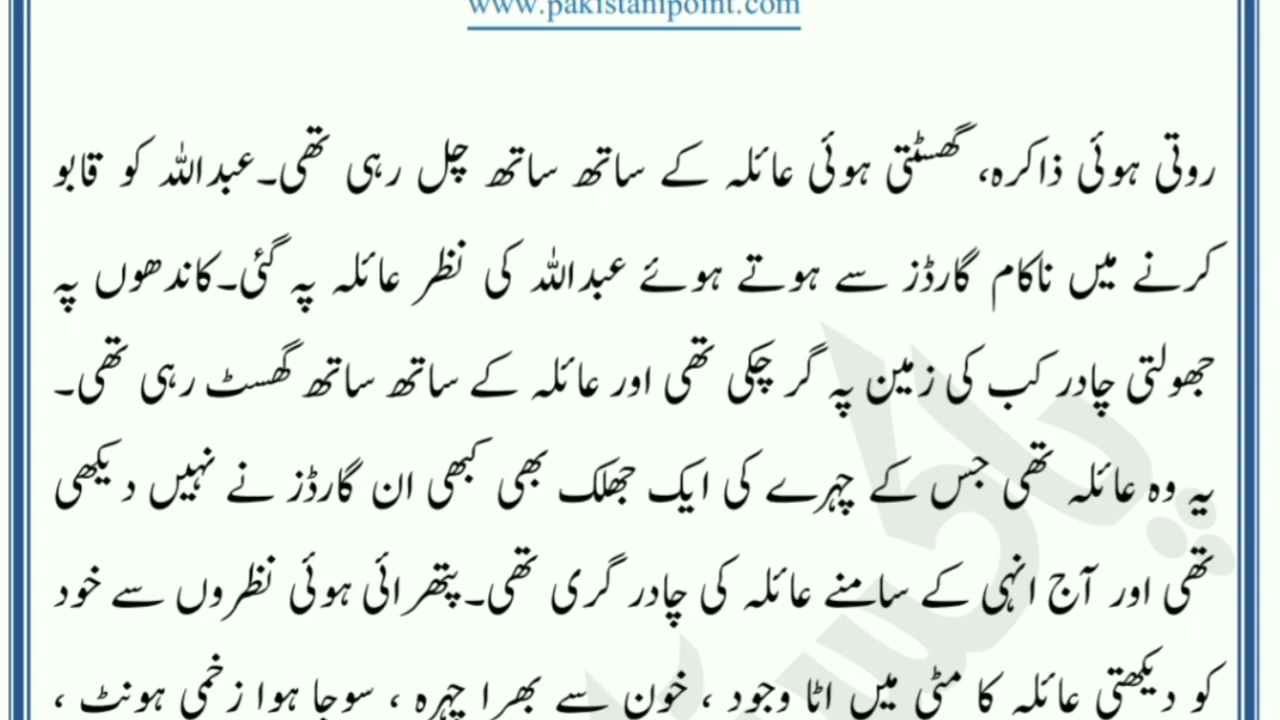 www.pakistanipoint.com
روتی ہوئی ذاکرہ، گھسٹتی ہوئی عائلہ کے ساتھ ساتھ چل رہی تھی۔عبداللہ کو قابو
کرنے میں ناکام گارڈز سے ہوتے ہوئے عبداللہ کی نظر عائلہ پہ گئی۔کاندھوں پہ
جھولتی چادر کب کی زمین پہ گر چکی تھی اور عائلہ کے ساتھ ساتھ گھسٹ رہی تھی۔
یہ وہ عائلہ تھی جس کے چہرے کی ایک جھلک بھی کبھی ان گارڈز نے نہیں دیکھی
تھی اور آج انہی کے سامنے عائلہ کی چادر گری تھی۔پتھرائی ہوئی نظروں سے خود
کو دیکھتی عائلہ کا مٹی میں اٹا وجود ، خون سے بھرا چہرہ ، سوجا ہوا زخمی ہونٹ ،